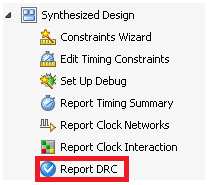 Synthesized Design
Constraints Wizard
Edit Timing Constraints
Set Up Debug
Report Timing Summary
Report Clock Networks
Report Clock Interaction
Report DRC